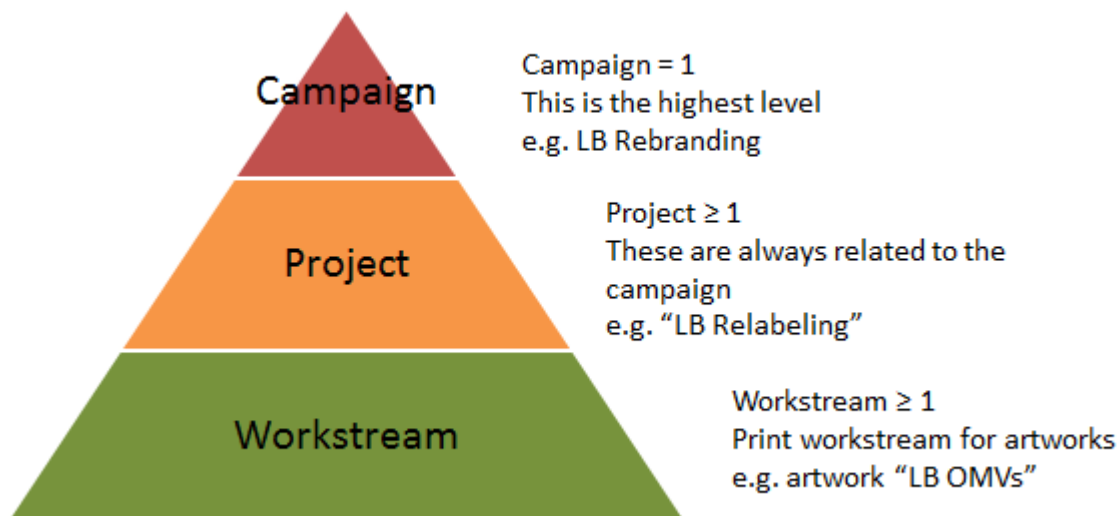 Campaign
Campaign = 1
This is the highest level
e.g. LB Rebranding
Project
Project ≥ 1
These are always related to the
campaign
e.g. “LB Relabeling”
Workstream
Workstream ≥ 1
Print workstream for artworks
e.g. artwork “LB OMVs”